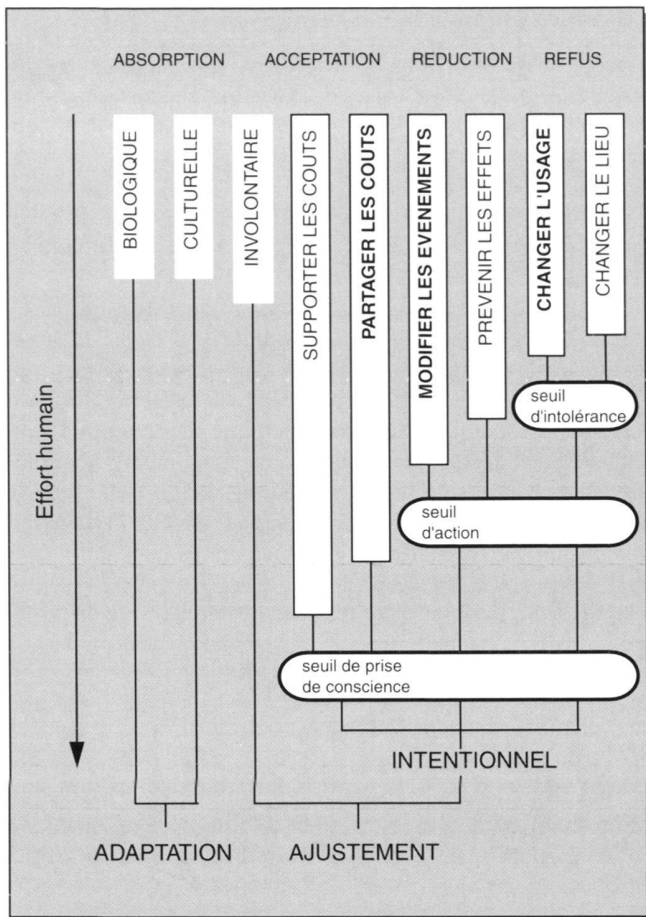 ABSORPTION ACCEPTATION REDUCTION REFUS
Effort humain
BIOLOGIQUE
CULTURELLE
INVOLONTAIRE
SUPPORTER LES COUTS
PARTAGER LES COUTS
MODIFIER LES EVENEMENTS
PREVENIR LES EFFETS
CHANGER L'USAGE
CHANGER LE LIEU
seuil
d'intolérance
seuil
d'action
seuil de prise
de conscience
INTENTIONNEL
ADAPTATION AJUSTEMENT